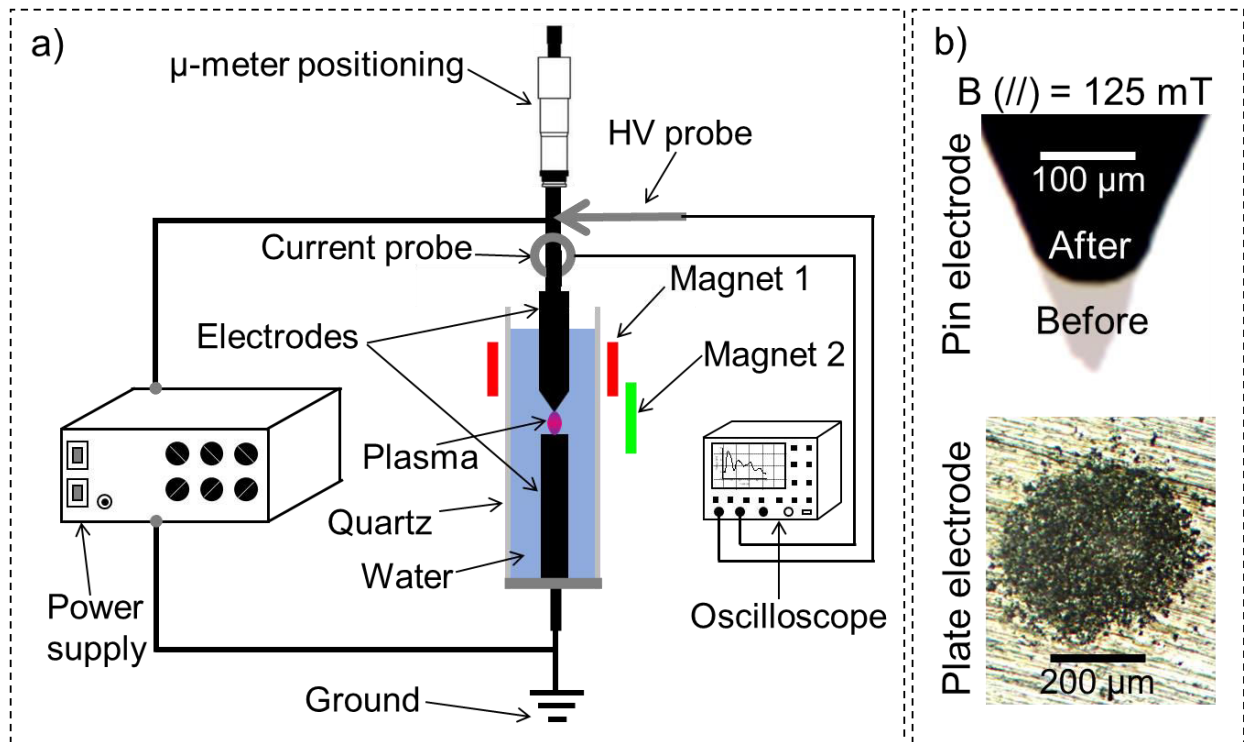 a)
µ-meter positioning
HV probe
Current probe
Magnet 1
Electrodes
Magnet 2
Plasma
Quartz
Water
Power
supply
Oscilloscope
Ground
b)
B (//) = 125 mT
Pin electrode
100 µm
After
Before
Plate electrode
200 µm